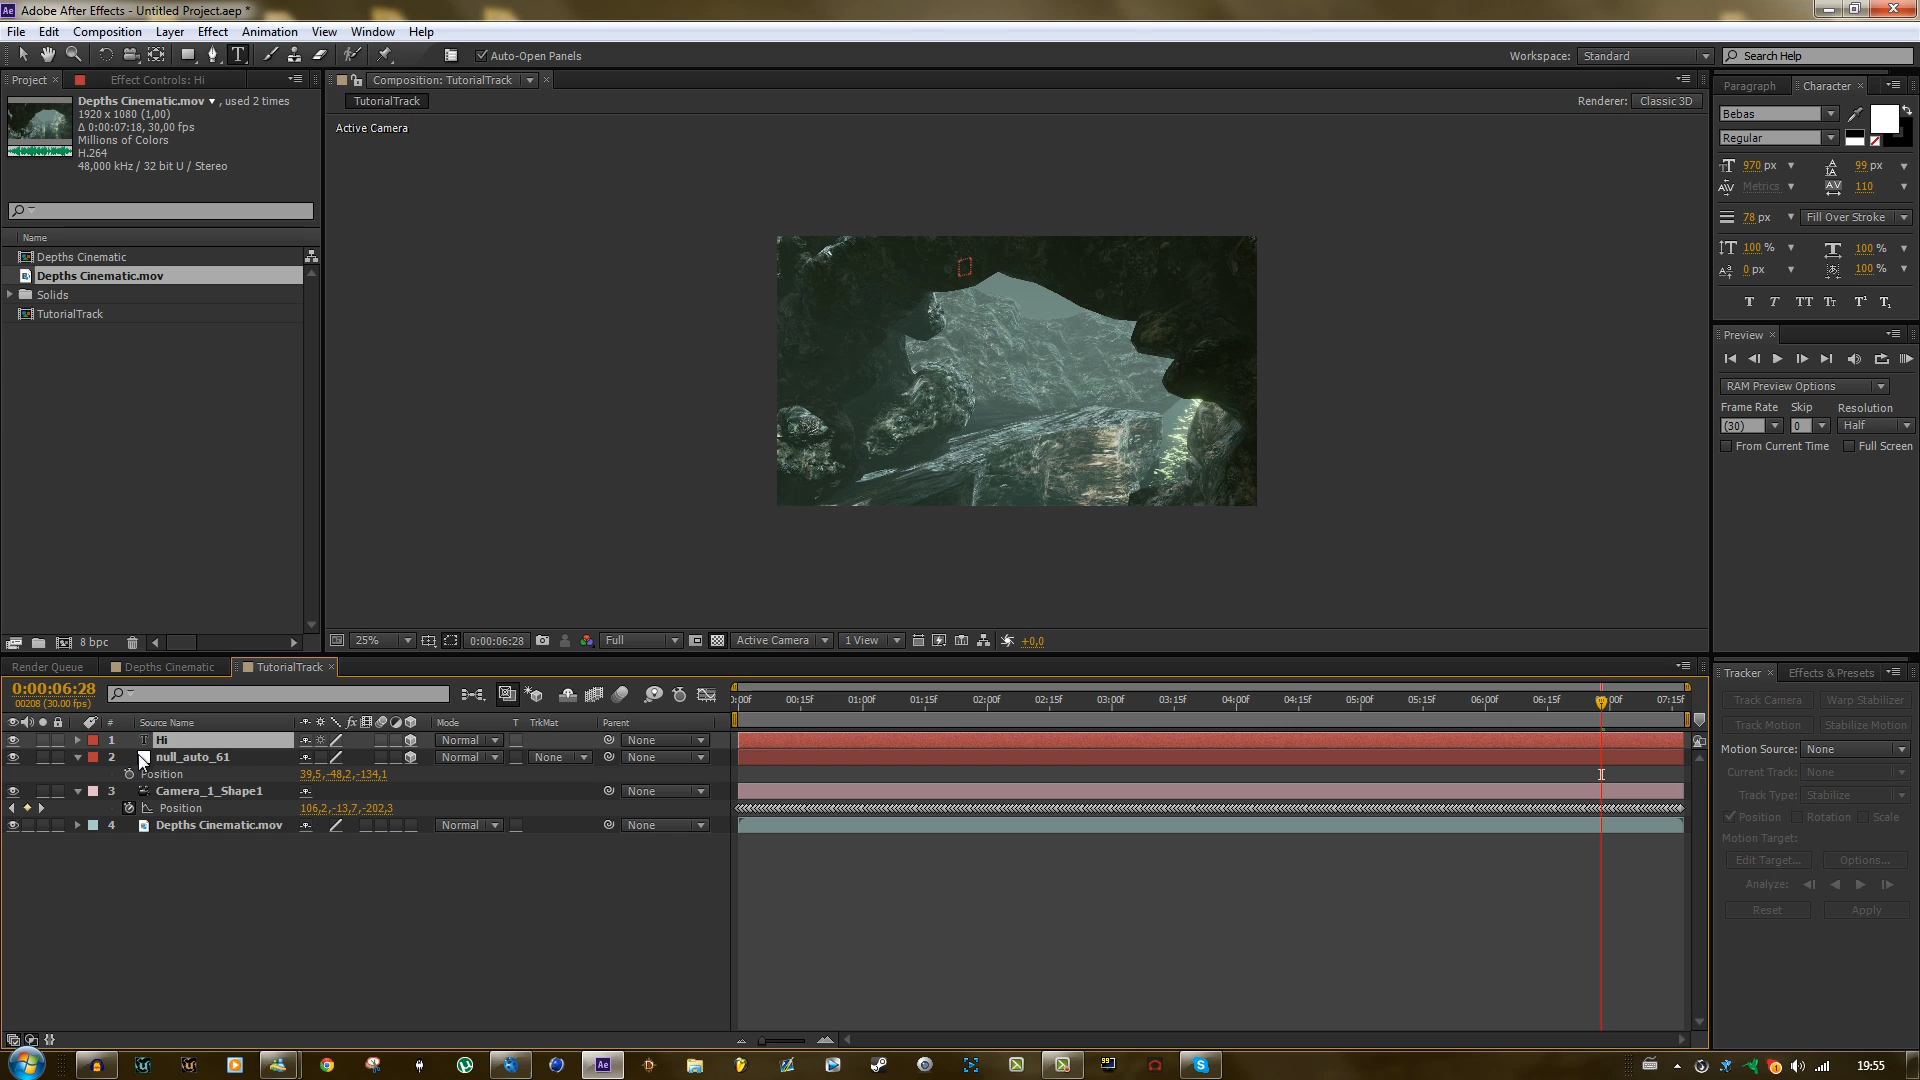 Adobe After Effects - Untitled Project.aep *
File Edit Composition Layer Effect Animation View Window Help
Auto-Open Panels
Workspace: Standard
Search Help
Project
Effect Controls: Hi
Depths Cinematic.mov , used 2 times
1920 x 1080 (1,00)
Δ 0:00:07:18, 30,00 fps
Millions of Colors
H.264
48,000 kHz / 32 bit U / Stereo
Name
Depths Cinematic
Depths Cinematic.mov
Solids
TutorialTrack
8 bpc
Composition: TutorialTrack
TutorialTrack
Renderer: Classic 3D
Active Camera
25% 0:00:06:28 Full Active Camera 1 View +0,0
Paragraph Character
Bebas
Regular
970 px 99 px
Metrics 110
78 px Fill Over Stroke
100 % 100 %
0 px 100 %
T T TT Tr T¹ T₁
Preview
RAM Preview Options
Frame Rate Skip Resolution
(30) 0 Half
From Current Time Full Screen
Render Queue Depths Cinematic TutorialTrack
0:00:06:28
00208 (30.00 fps)
# Source Name Mode T TrkMat Parent
1 T Hi Normal None
2 null_auto_61 Normal None None
Position 39,5,-48,2,-134,1
3 Camera_1_Shape1 None
Position 106,2,-13,7,-202,3
4 Depths Cinematic.mov Normal None
0:00f 00:15f 01:00f 01:15f 02:00f 02:15f 03:00f 03:15f 04:00f 04:15f 05:00f 05:15f 06:00f 06:15f 00f 07:15f
Tracker Effects & Presets
Track Camera Warp Stabilizer
Track Motion Stabilize Motion
Motion Source: None
Current Track: None
Track Type: Stabilize
Position Rotation Scale
Motion Target:
Edit Target... Options...
Analyze:
Reset Apply
19:55